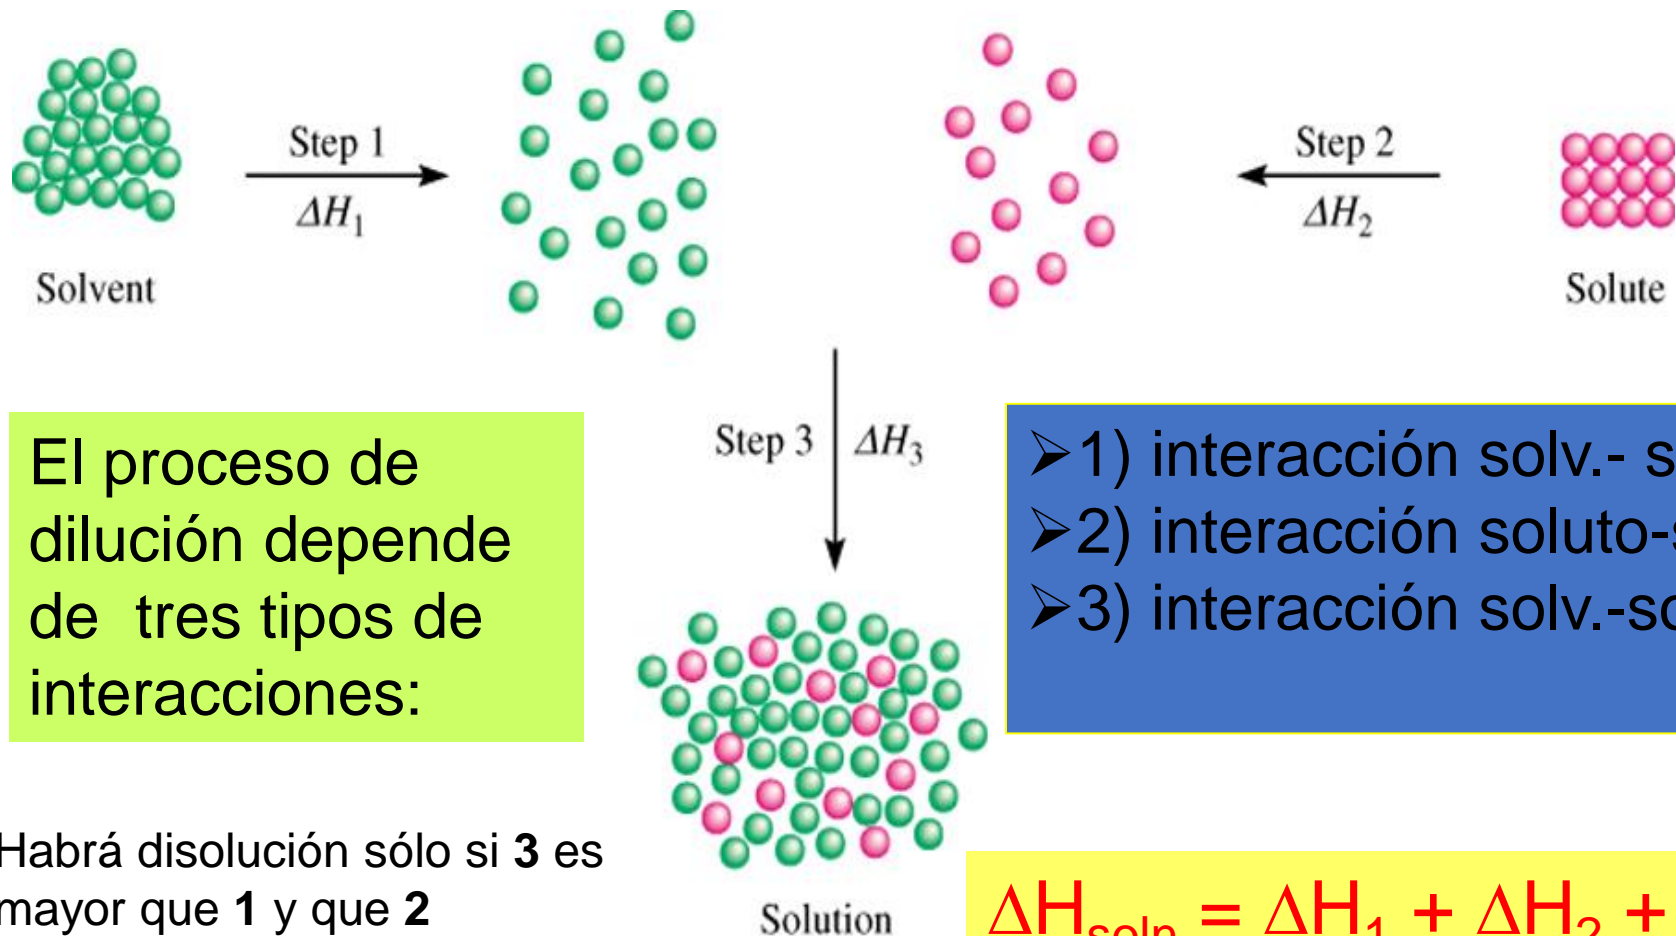 Step 1
ΔH₁
Solvent
Step 2
ΔH₂
Solute
Step 3
ΔH₃
El proceso de
dilución depende
de tres tipos de
interacciones:
➢1) interacción solv.-
➢2) interacción soluto-
➢3) interacción solv.-
Habrá disolución sólo si 3 es
mayor que 1 y que 2
Solution
ΔHsoln = ΔH₁ + ΔH₂ +